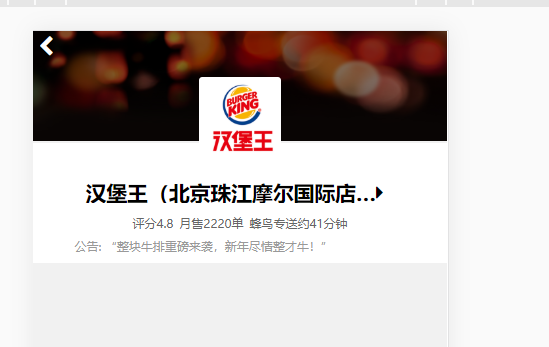 BURGER
KING
汉堡王
汉堡王（北京珠江摩尔国际店...
评分4.8 月售2220单 蜂鸟专送约41分钟
公告: “整块牛排重磅来袭，新年尽情整才牛！”